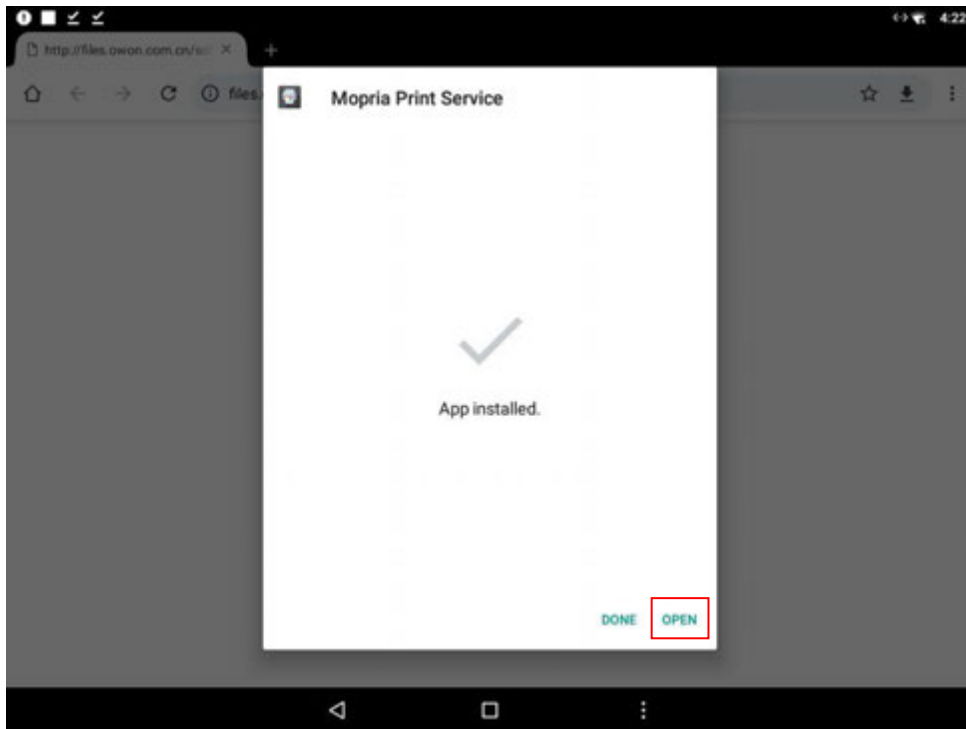 4:22
http://files.owon.com.cn/
files.
Mopria Print Service
App installed.
DONE OPEN